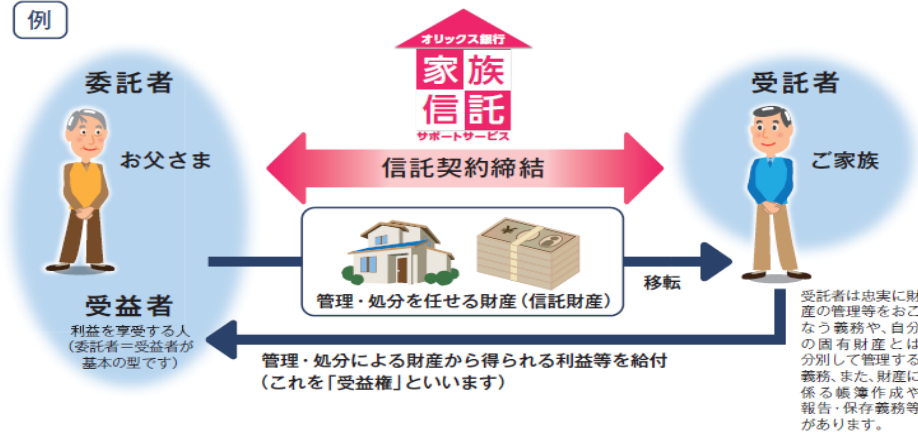 例
オリックス銀行
家族
信託
サポートサービス
委託者
お父さま
信託契約締結
受託者
ご家族
管理・処分を任せる財産(信託財産)
移転
受益者
利益を享受する人
(委託者=受益者が
基本の型です)
管理・処分による財産から得られる利益等を給付
(これを「受益権」といいます)
受託者は忠実に財
産の管理等をおこ
なう義務や、自分
の固有財産とは
分別して管理する
義務、また、財産に
係る帳簿作成や
報告・保存義務等
があります。